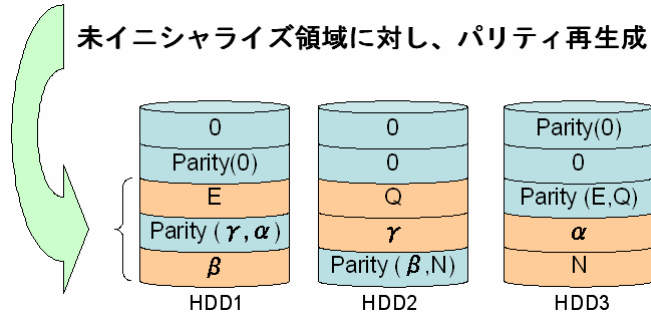 未イニシャライズ領域に対し、パリティ再生成
0 0 Parity(0)
Parity(0) 0 0
E Q Parity (E,Q)
Parity ( γ, α) γ α
β Parity ( β,N) N
HDD1 HDD2 HDD3